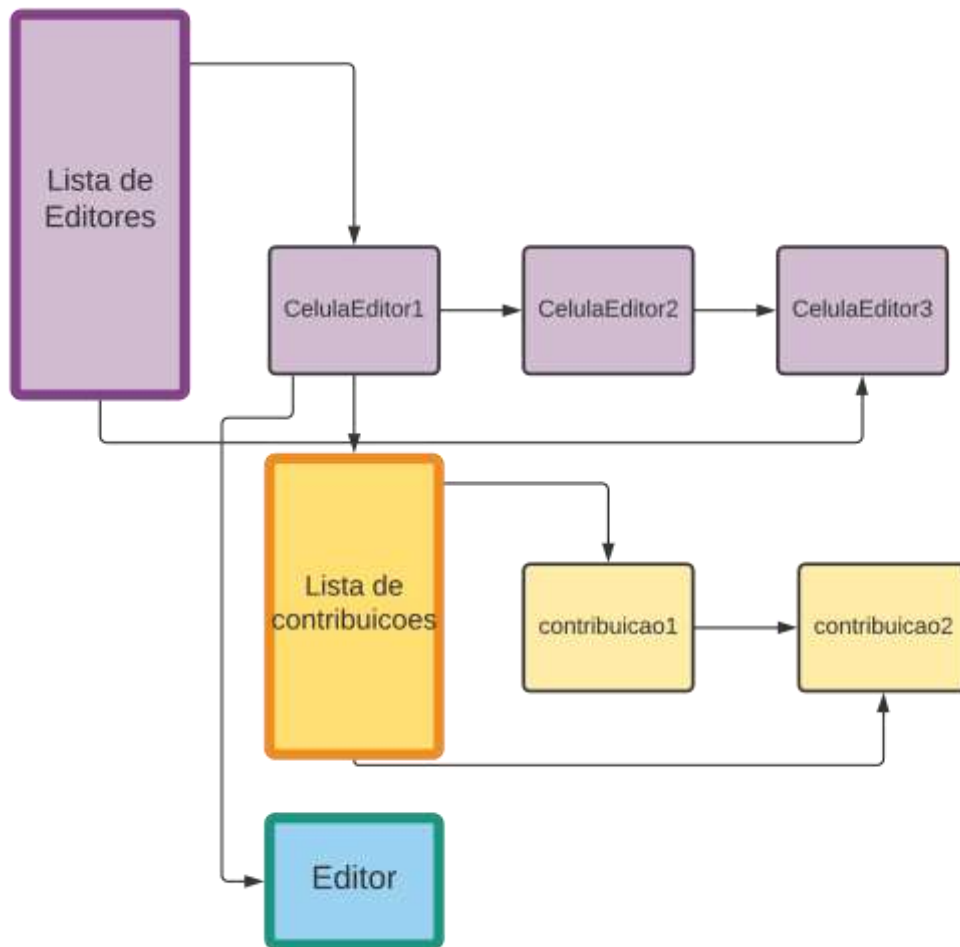 Lista de
Editores
CelulaEditor1
CelulaEditor2
CelulaEditor3
Lista de
contribuicoes
contribuicao1
contribuicao2
Editor